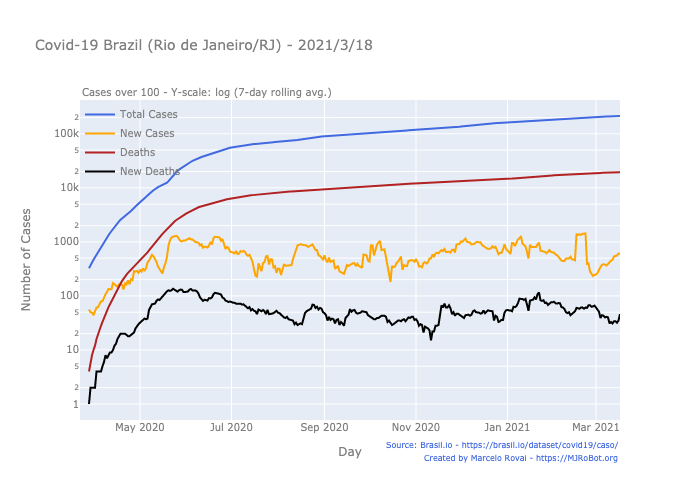 Covid-19 Brazil (Rio de Janeiro/RJ) - 2021/3/18
Cases over 100 - Y-scale: log (7-day rolling avg.)
Total Cases
New Cases
Deaths
New Deaths
2
100k
5
2
10k
5
2
1000
5
2
100
5
2
10
5
2
1
Number of Cases
May 2020
Jul 2020
Sep 2020
Nov 2020
Jan 2021
Mar 2021
Day
Source: Brasil.io - https://brasil.io/dataset/covid19/caso/
Created by Marcelo Rovai - https://MJRoBot.org